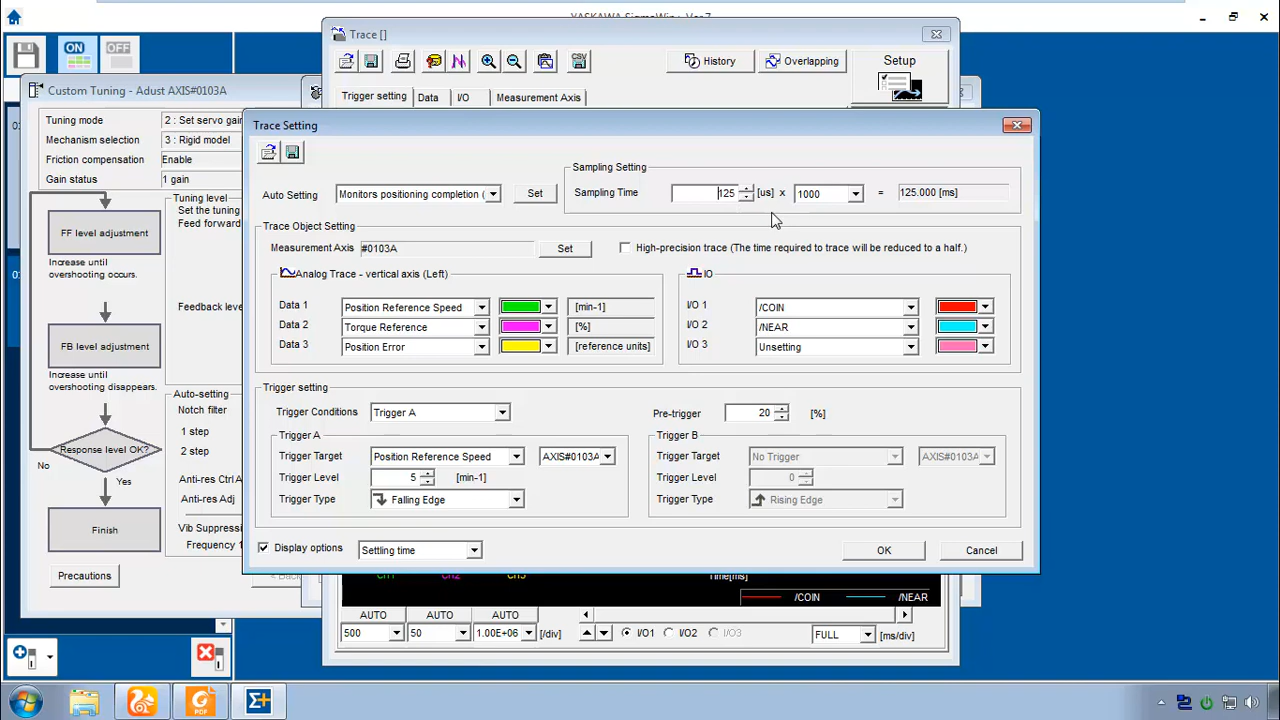 YASKAWA SigmaWin+ Ver.7
Trace []
ON
OFF
History
Overlapping
Setup
CSV
Custom Tuning - Adust AXIS#0103A
Trigger setting
Data
I/O
Measurement Axis
Tuning mode
2 : Set servo gain
Mechanism selection
3 : Rigid model
Friction compensation
Enable
Gain status
1 gain
Tuning level
Set the tuning
Feed forward
FF level adjustment
Increase until
overshooting occurs.
Feedback leve
FB level adjustment
Increase until
overshooting disappears.
Auto-setting
Notch filter
1 step
2 step
Response level OK?
No
Yes
Anti-res Ctrl A
Anti-res Adj
Vib Suppressi
Frequency 1
Finish
Precautions
< Back
Trace Setting
Auto Setting
Monitors positioning completion (
Set
Sampling Setting
Sampling Time
125
[us]
x
1000
=
125.000 [ms]
Trace Object Setting
Measurement Axis
#0103A
Set
High-precision trace (The time required to trace will be reduced to a half.)
Analog Trace - vertical axis (Left)
IO
Data 1
Position Reference Speed
[min-1]
I/O 1
/COIN
Data 2
Torque Reference
[%]
I/O 2
/NEAR
Data 3
Position Error
[reference units]
I/O 3
Unsetting
Trigger setting
Trigger Conditions
Trigger A
Pre-trigger
20
[%]
Trigger A
Trigger B
Trigger Target
Position Reference Speed
AXIS#0103A
Trigger Target
No Trigger
AXIS#0103A
Trigger Level
5
[min-1]
Trigger Level
0
Trigger Type
Falling Edge
Trigger Type
Rising Edge
Display options
Settling time
OK
Cancel
Ch1
Ch2
Ch3
Time[ms]
/COIN
/NEAR
AUTO
AUTO
AUTO
500
50
1.00E+06
[/div]
I/O1
I/O2
I/O3
FULL
[ms/div]
PDF
Σ+